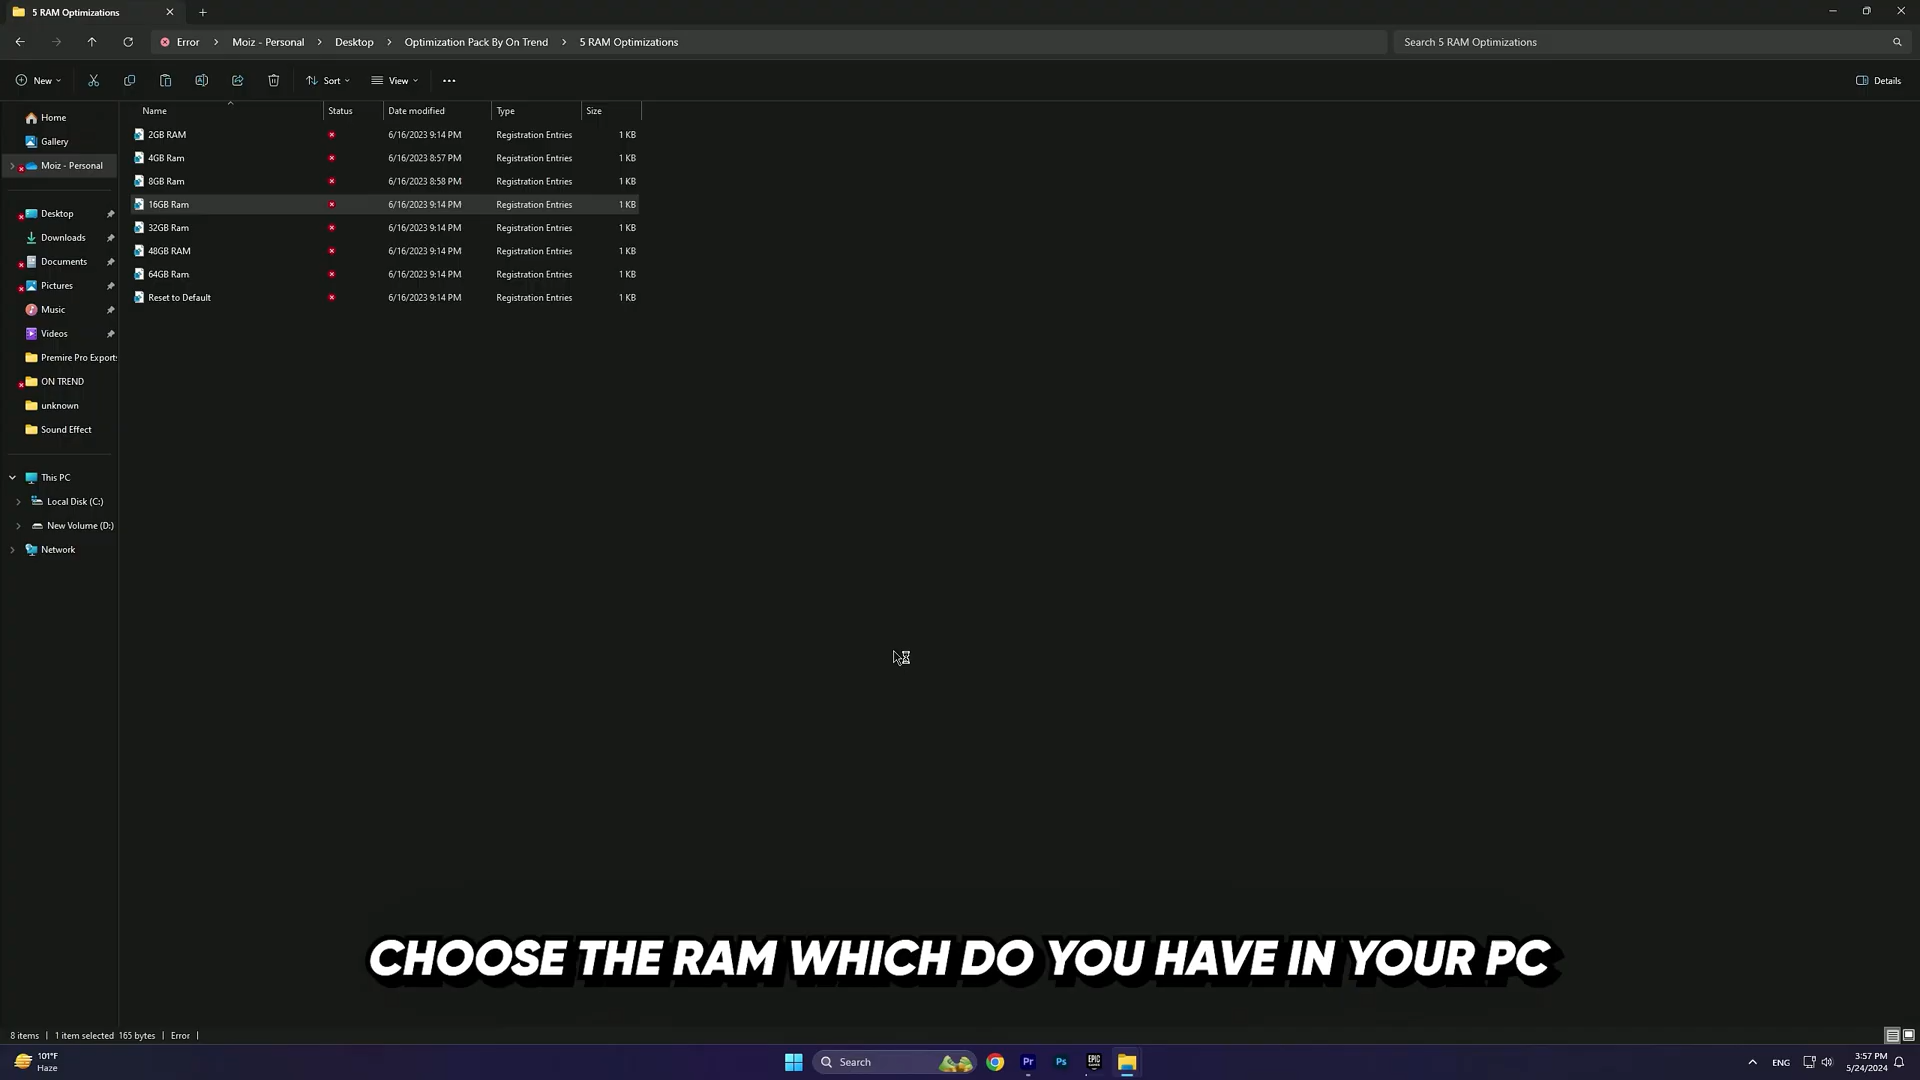 5 RAM Optimizations
Error > Moiz - Personal > Desktop > Optimization Pack By On Trend > 5 RAM Optimizations
Search 5 RAM Optimizations
New Sort View ... Details
Name Status Date modified Type Size
2GB RAM 6/16/2023 9:14 PM Registration Entries 1 KB
4GB Ram 6/16/2023 8:57 PM Registration Entries 1 KB
8GB Ram 6/16/2023 8:58 PM Registration Entries 1 KB
16GB Ram 6/16/2023 9:14 PM Registration Entries 1 KB
32GB Ram 6/16/2023 9:14 PM Registration Entries 1 KB
48GB RAM 6/16/2023 9:14 PM Registration Entries 1 KB
64GB Ram 6/16/2023 9:14 PM Registration Entries 1 KB
Reset to Default 6/16/2023 9:14 PM Registration Entries 1 KB
Home
Gallery
Moiz - Personal
Desktop
Downloads
Documents
Pictures
Music
Videos
Premire Pro Exports
ON TREND
unknown
Sound Effect
This PC
Local Disk (C:)
New Volume (D:)
Network
CHOOSE THE RAM WHICH DO YOU HAVE IN YOUR PC
8 items | 1 item selected 165 bytes | Error |
101°F
Haze
Search
Pr
Ps
EPIC
ENG
3:57 PM
5/24/2024